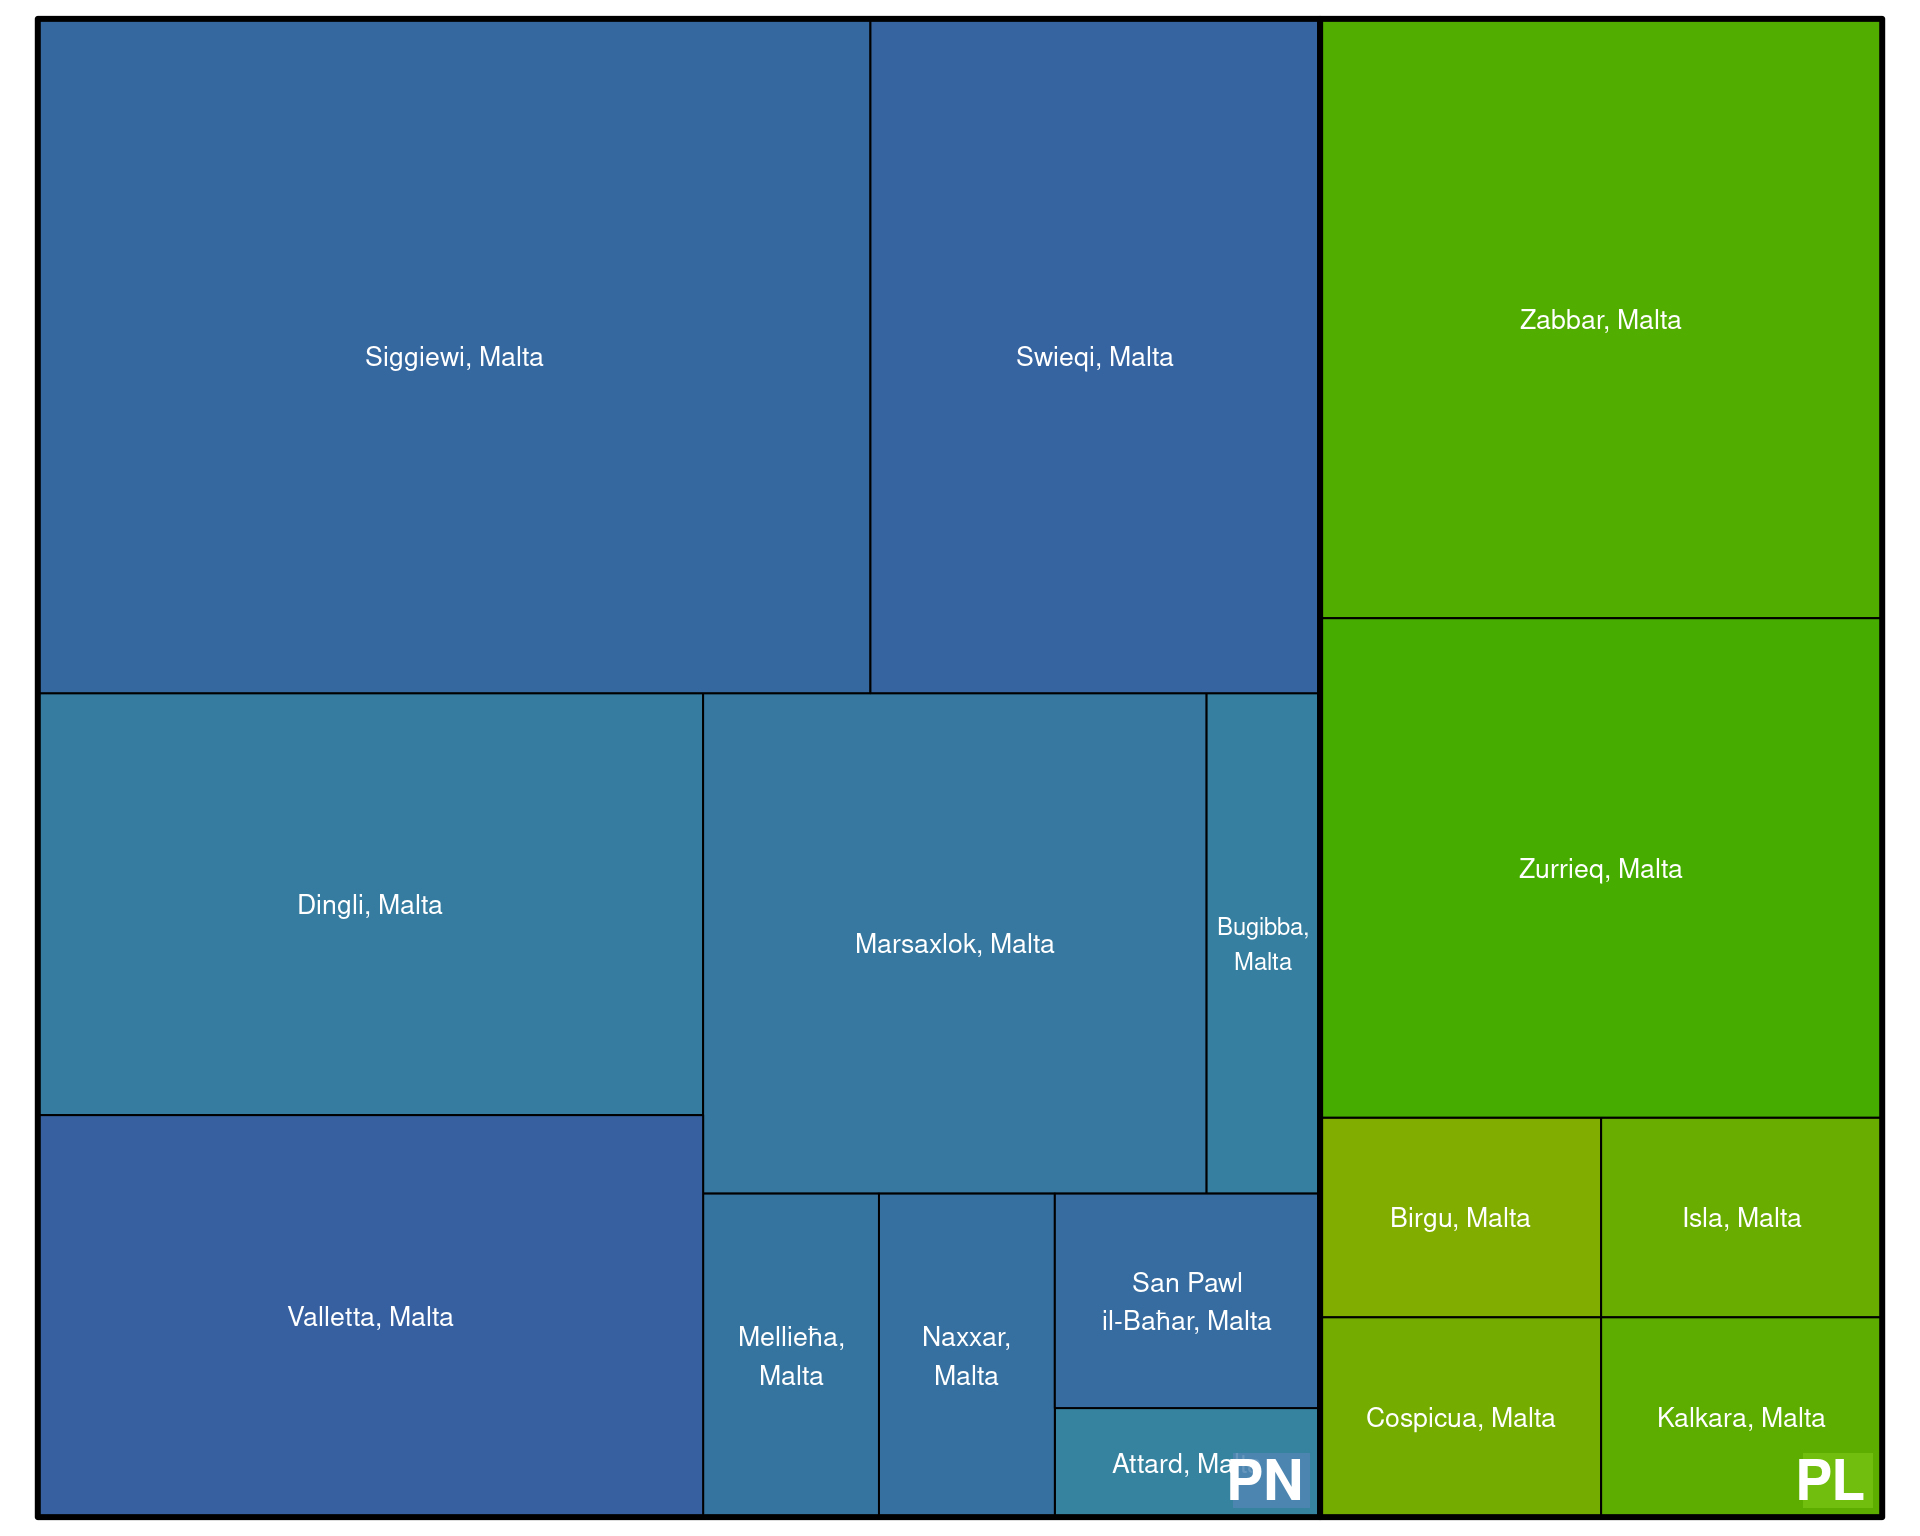 Siggiewi, Malta
Swieqi, Malta
Zabbar, Malta
Zurrieq, Malta
Dingli, Malta
Marsaxlok, Malta
Bugibba,
Malta
Valletta, Malta
Mellieħa,
Malta
Naxxar,
Malta
San Pawl
il-Baħar, Malta
Attard, Malta
PN
Birgu, Malta
Isla, Malta
Cospicua, Malta
Kalkara, Malta
PL